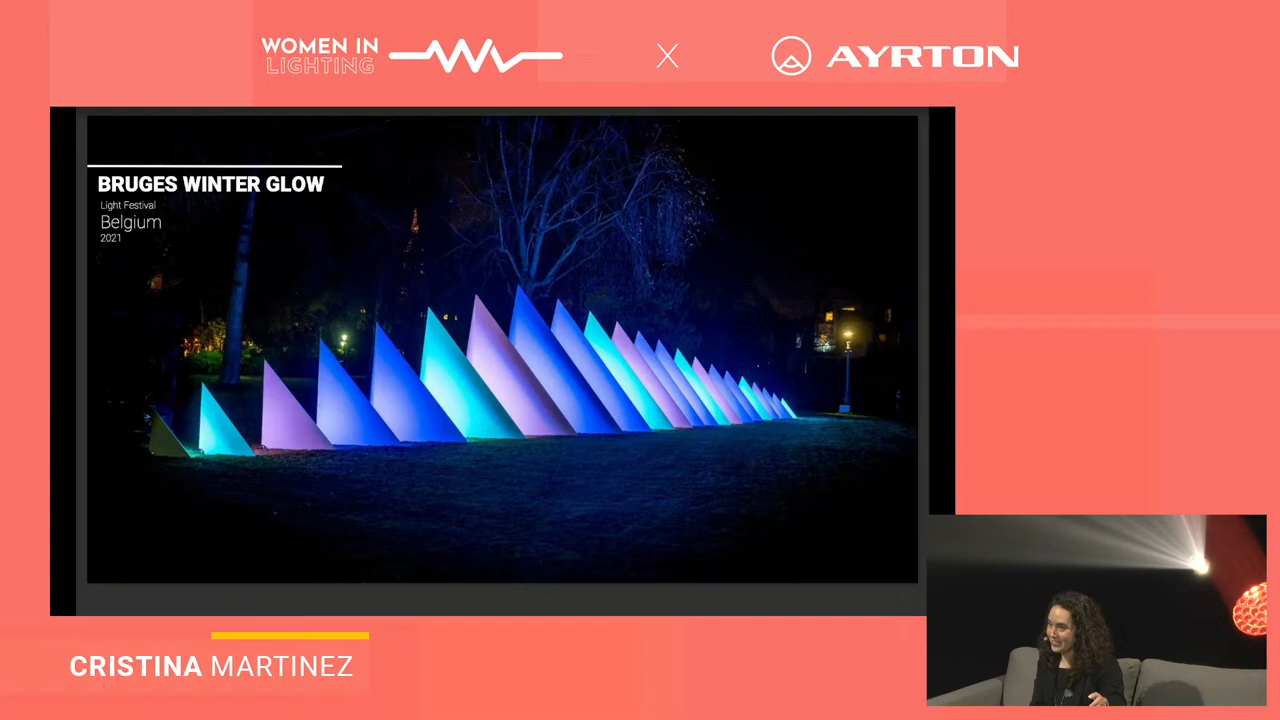 WOMEN IN
LIGHTING
AYRTON
BRUGES WINTER GLOW
Light Festival
Belgium
2021
CRISTINA MARTINEZ